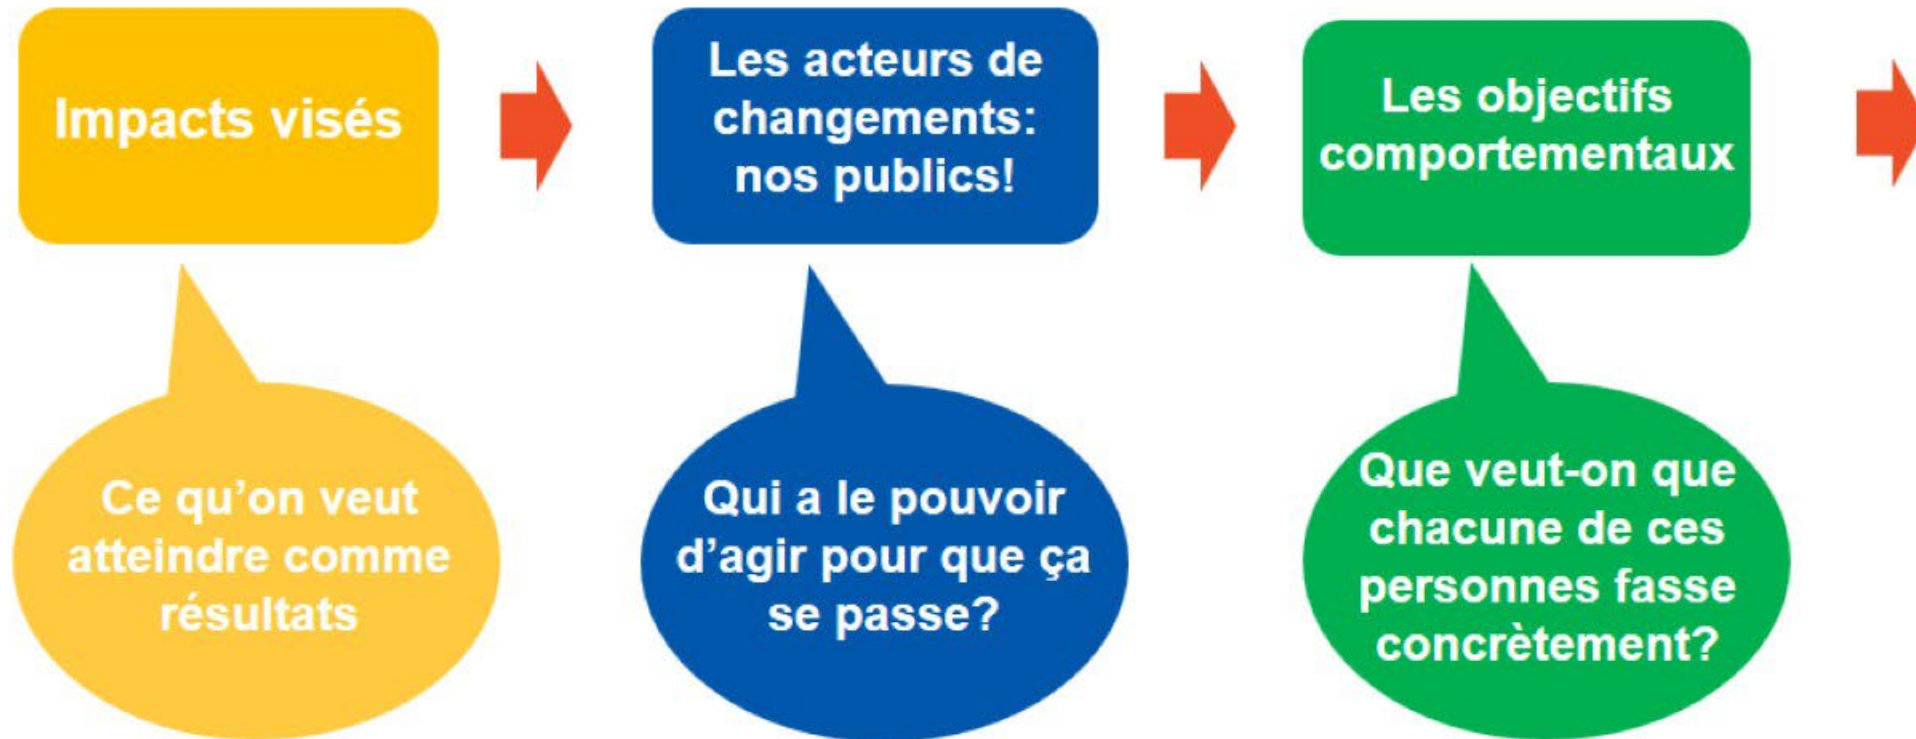 Impacts visés
Les acteurs de
changements:
nos publics!
Les objectifs
comportementaux
Ce qu’on veut
atteindre comme
résultats
Qui a le pouvoir
d’agir pour que ça
se passe?
Que veut-on que
chacune de ces
personnes fasse
concrètement?